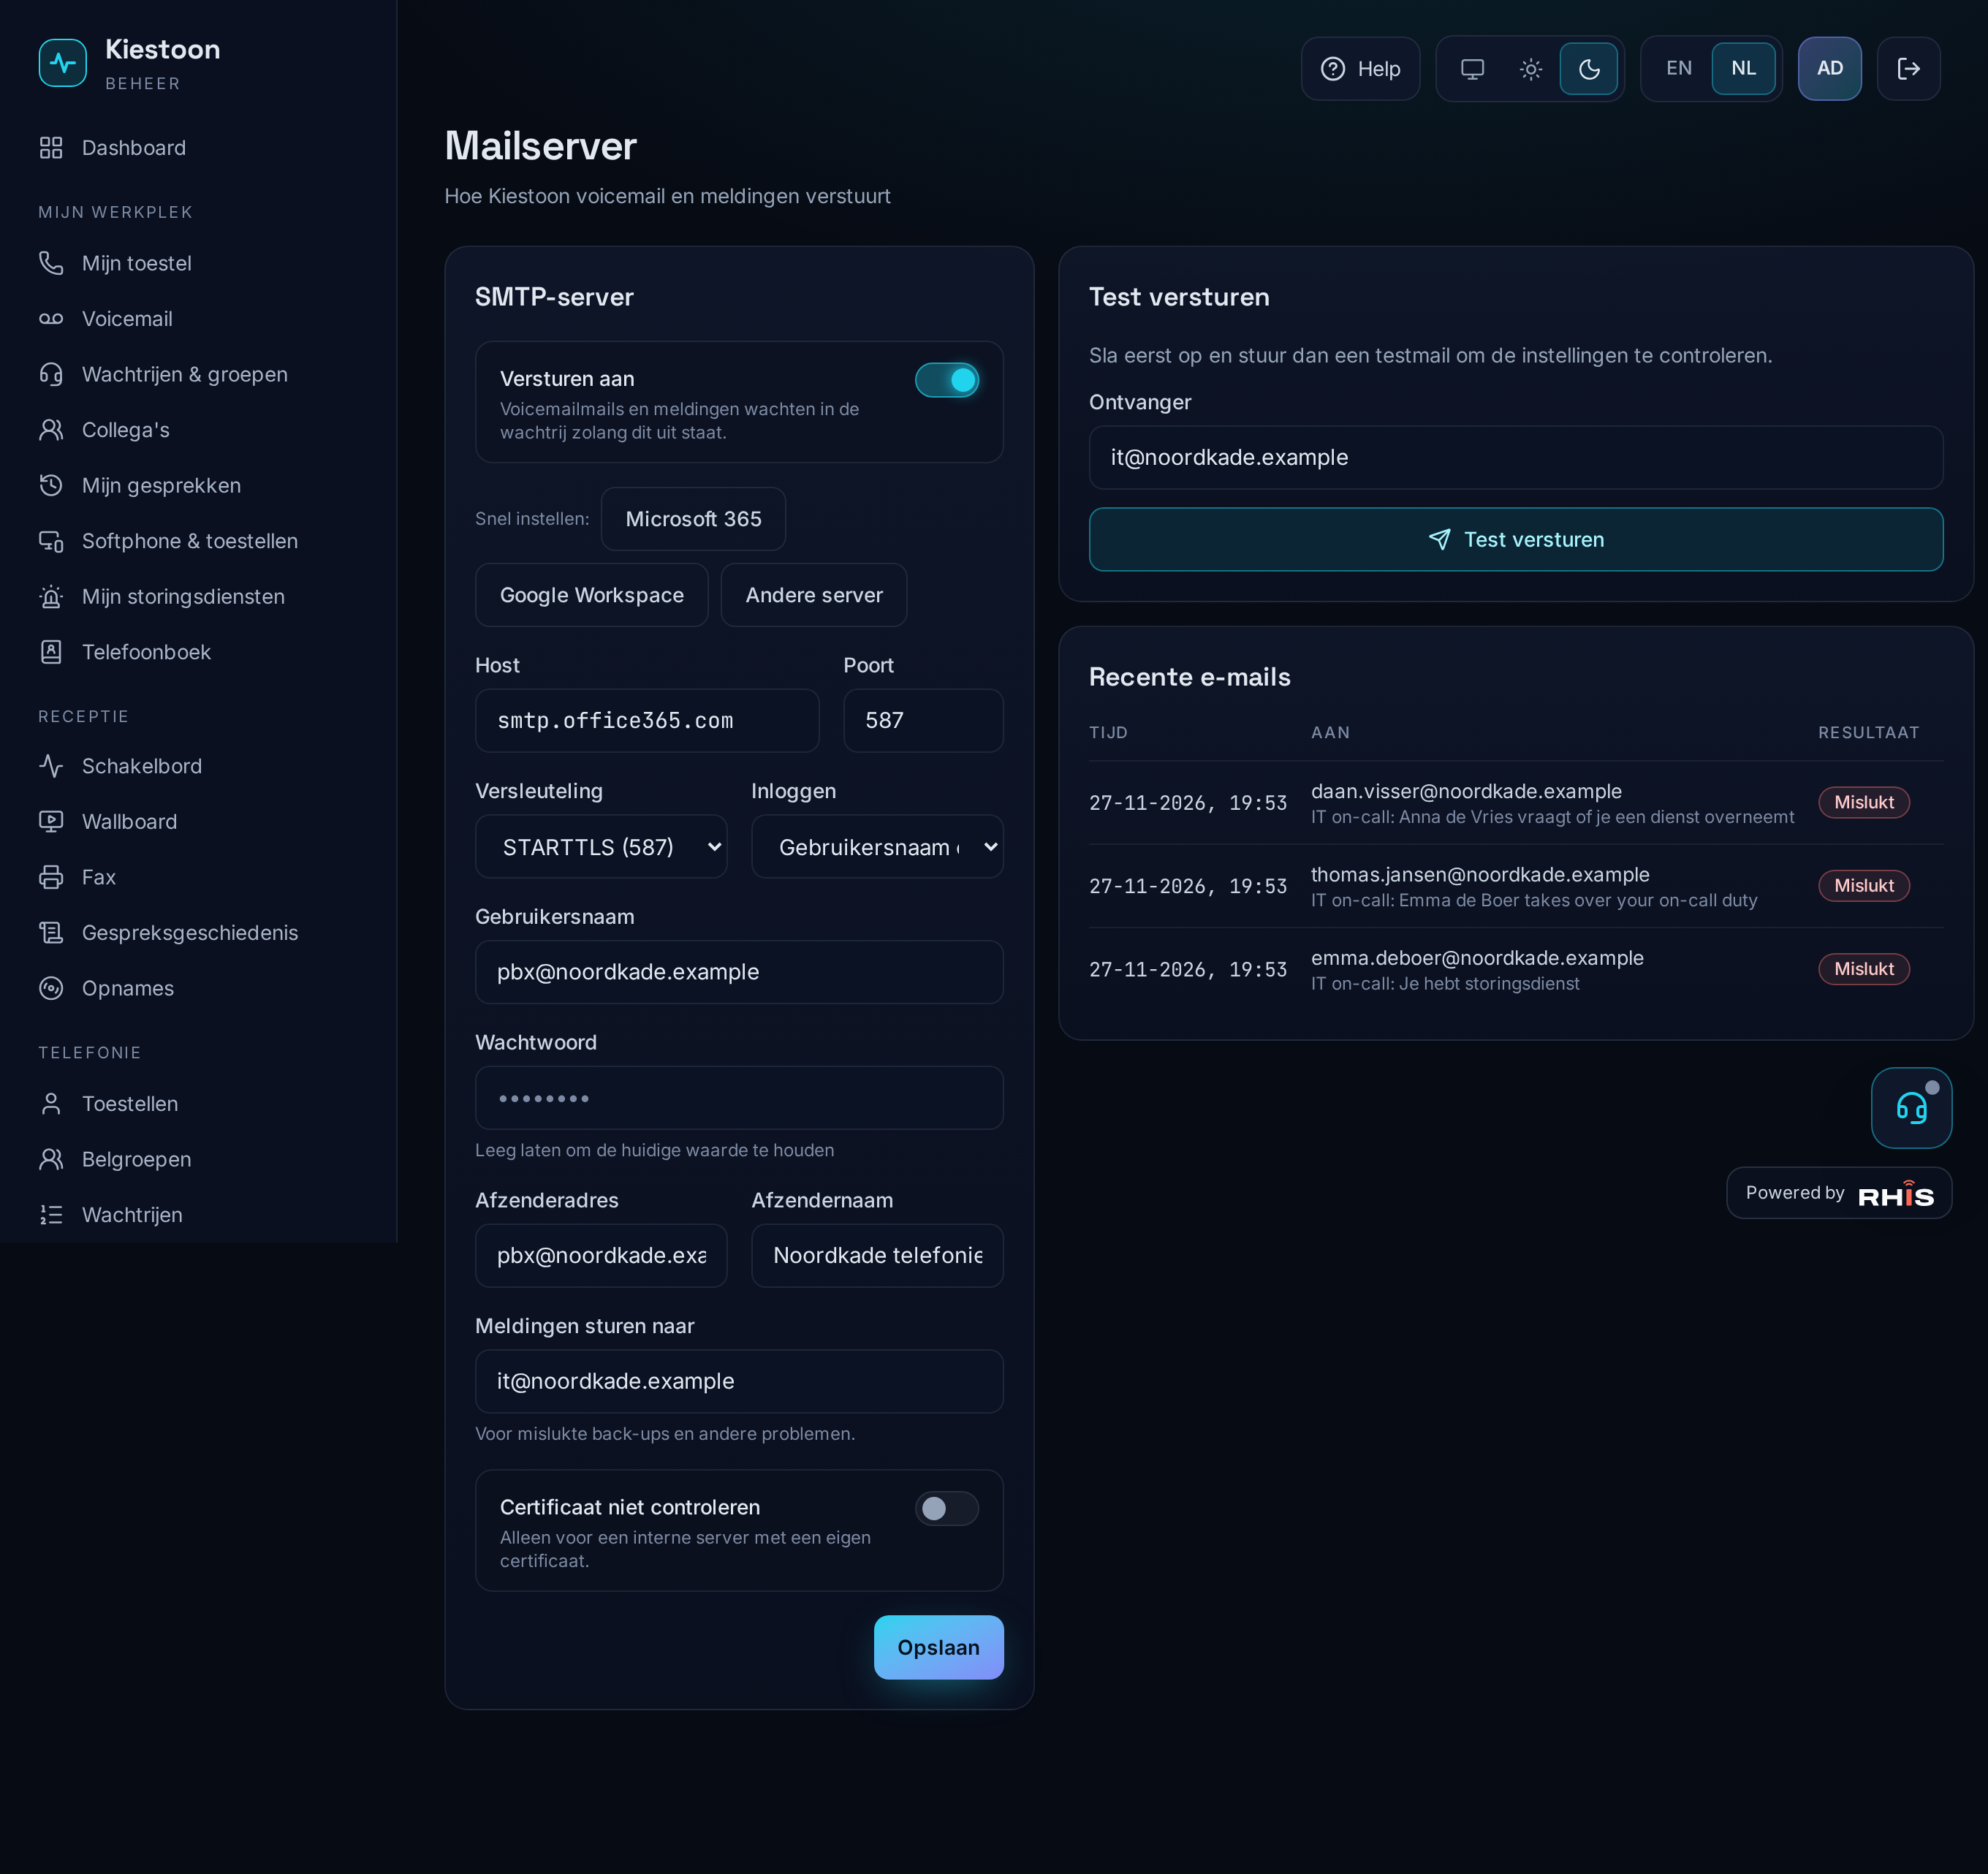 Kiestoon
BEHEER
Dashboard
MIJN WERKPLEK
Mijn toestel
Voicemail
Wachtrijen & groepen
Collega's
Mijn gesprekken
Softphone & toestellen
Mijn storingsdiensten
Telefoonboek
RECEPTIE
Schakelbord
Wallboard
Fax
Gespreksgeschiedenis
Opnames
TELEFONIE
Toestellen
Belgroepen
Wachtrijen
Help
EN
NL
AD
Mailserver
Hoe Kiestoon voicemail en meldingen verstuurt
SMTP-server
Versturen aan
Voicemailmails en meldingen wachten in de
wachtrij zolang dit uit staat.
Snel instellen:
Microsoft 365
Google Workspace
Andere server
Host
Poort
smtp.office365.com
587
Versleuteling
Inloggen
STARTTLS (587)
Gebruikersnaam
Gebruikersnaam
pbx@noordkade.example
Wachtwoord
••••••••
Leeg laten om de huidige waarde te houden
Afzenderadres
Afzendernaam
pbx@noordkade.exa
Noordkade telefonie
Meldingen sturen naar
it@noordkade.example
Voor mislukte back-ups en andere problemen.
Certificaat niet controleren
Alleen voor een interne server met een eigen
certificaat.
Opslaan
Test versturen
Sla eerst op en stuur dan een testmail om de instellingen te controleren.
Ontvanger
it@noordkade.example
Test versturen
Recente e-mails
TIJD
AAN
RESULTAAT
27-11-2026, 19:53
daan.visser@noordkade.example
IT on-call: Anna de Vries vraagt of je een dienst overneemt
Mislukt
27-11-2026, 19:53
thomas.jansen@noordkade.example
IT on-call: Emma de Boer takes over your on-call duty
Mislukt
27-11-2026, 19:53
emma.deboer@noordkade.example
IT on-call: Je hebt storingsdienst
Mislukt
Powered by RHIS